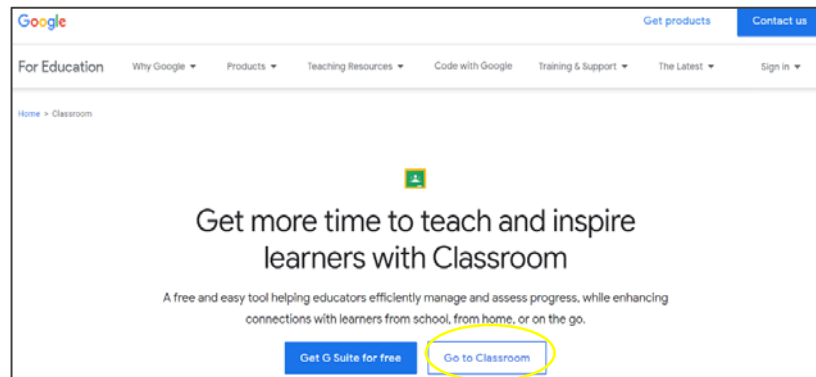 Google
Get products
Contact us
For Education
Why Google
Products
Teaching Resources
Code with Google
Training & Support
The Latest
Sign in
Home > Classroom
Get more time to teach and inspire
learners with Classroom
A free and easy tool helping educators efficiently manage and assess progress, while enhancing
connections with learners from school, from home, or on the go.
Get G Suite for free
Go to Classroom